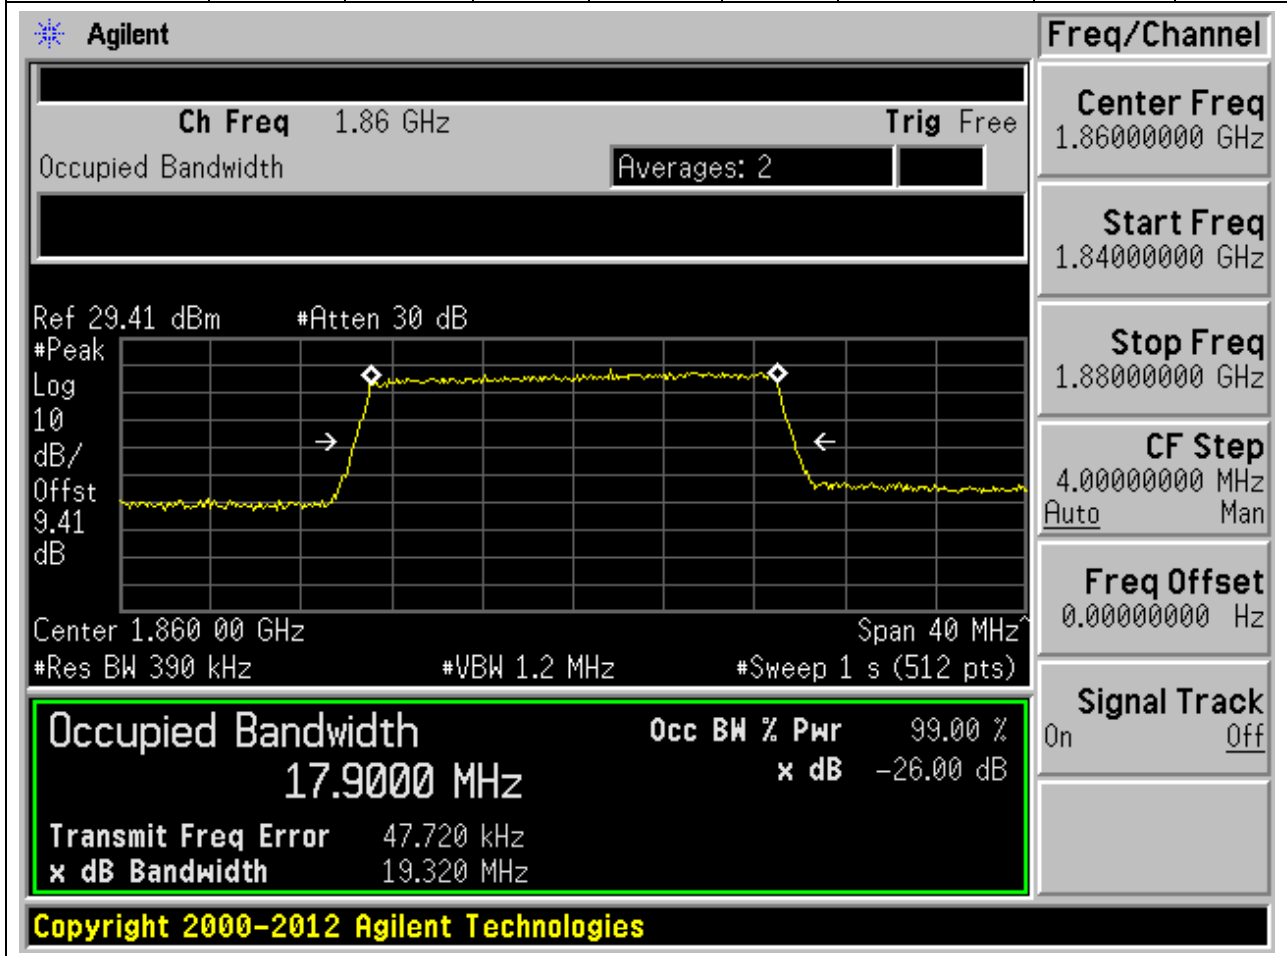 Agilent
Freq/Channel
Ch Freq 1.86 GHz Trig Free
Occupied Bandwidth Averages: 2
Center Freq
1.86000000 GHz
Start Freq
1.84000000 GHz
Stop Freq
1.88000000 GHz
CF Step
4.00000000 MHz
Auto Man
Freq Offset
0.00000000 Hz
Signal Track
On Off
Ref 29.41 dBm #Atten 30 dB
#Peak
Log
10
dB/
Offst
9.41
dB
Center 1.860 00 GHz Span 40 MHz^
#Res BW 390 kHz #VBW 1.2 MHz #Sweep 1 s (512 pts)
Occupied Bandwidth Occ BW % Pwr 99.00 %
17.9000 MHz x dB -26.00 dB
Transmit Freq Error 47.720 kHz
x dB Bandwidth 19.320 MHz
Copyright 2000-2012 Agilent Technologies